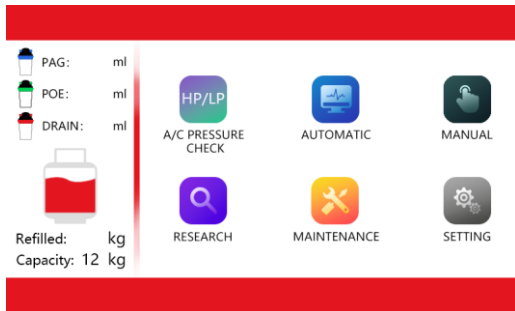 PAG: ml
POE: ml
DRAIN: ml
Refilled: kg
Capacity: 12 kg
HP/LP
A/C PRESSURE
CHECK
AUTOMATIC
MANUAL
RESEARCH
MAINTENANCE
SETTING